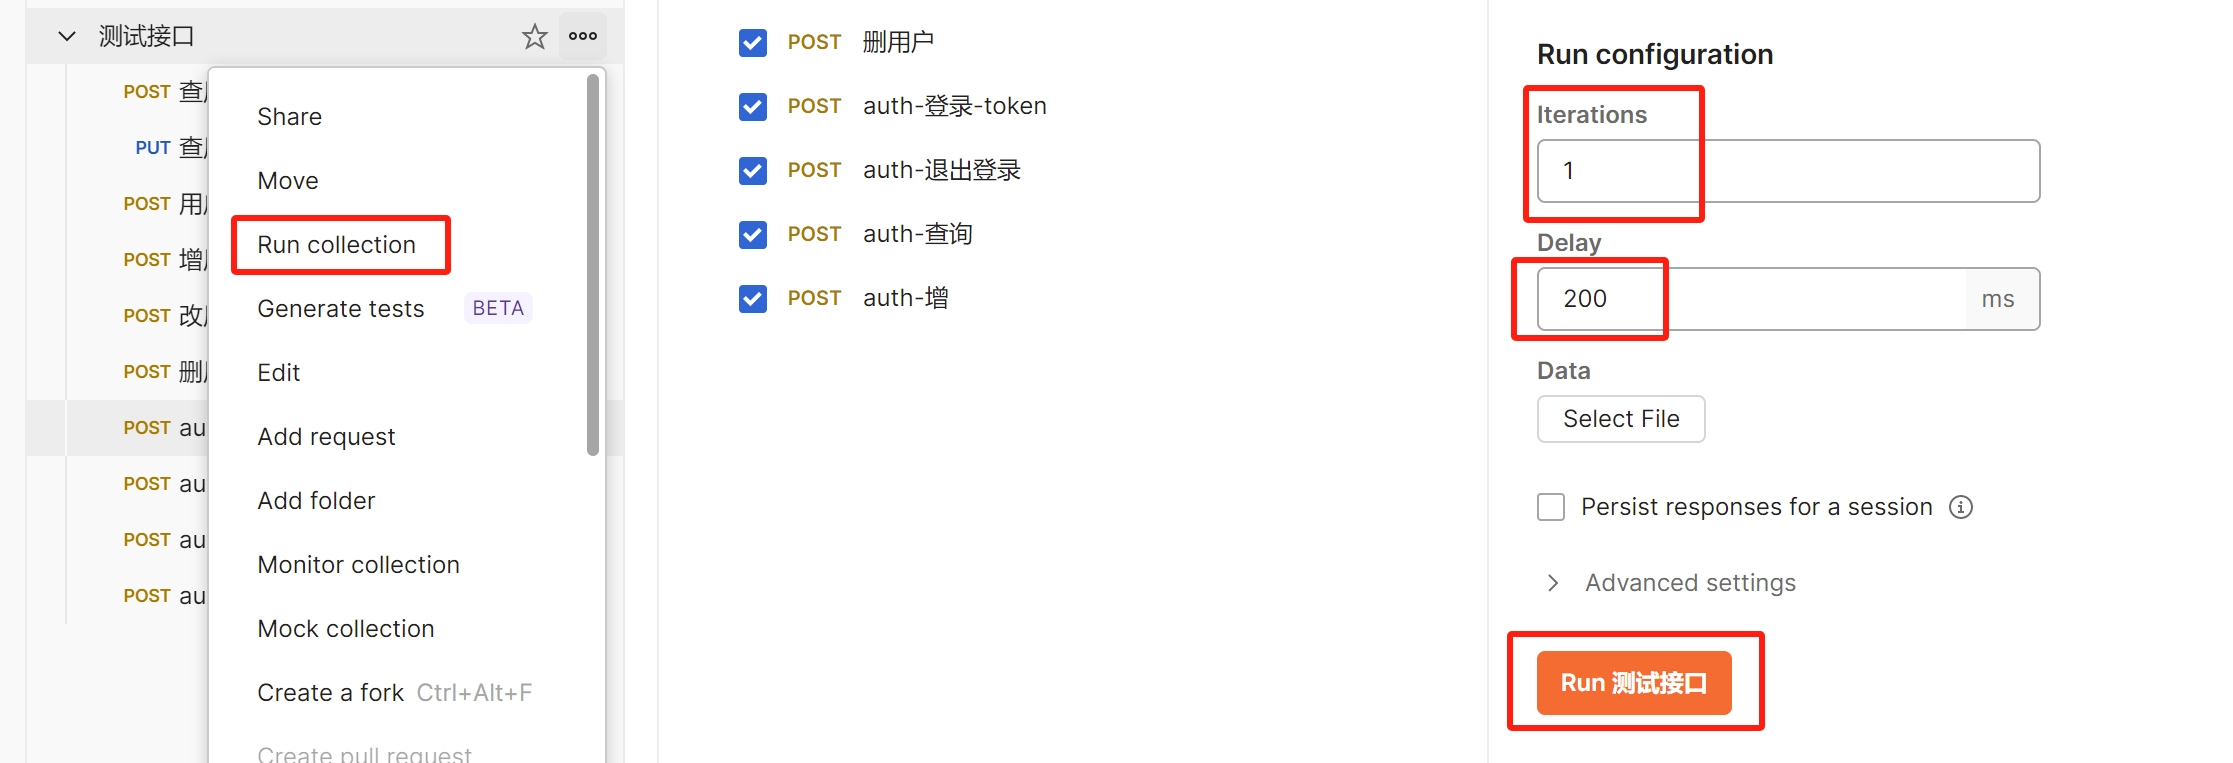 测试接口
POST 查
PUT 查
POST 用
POST 增
POST 改
POST 删
POST au
POST au
POST au
POST au
Share
Move
Run collection
Generate tests BETA
Edit
Add request
Add folder
Monitor collection
Mock collection
Create a fork Ctrl+Alt+F
Create pull request
POST 删用户
POST auth-登录-token
POST auth-退出登录
POST auth-查询
POST auth-增
Run configuration
Iterations
1
Delay
200 ms
Data
Select File
Persist responses for a session
Advanced settings
Run 测试接口